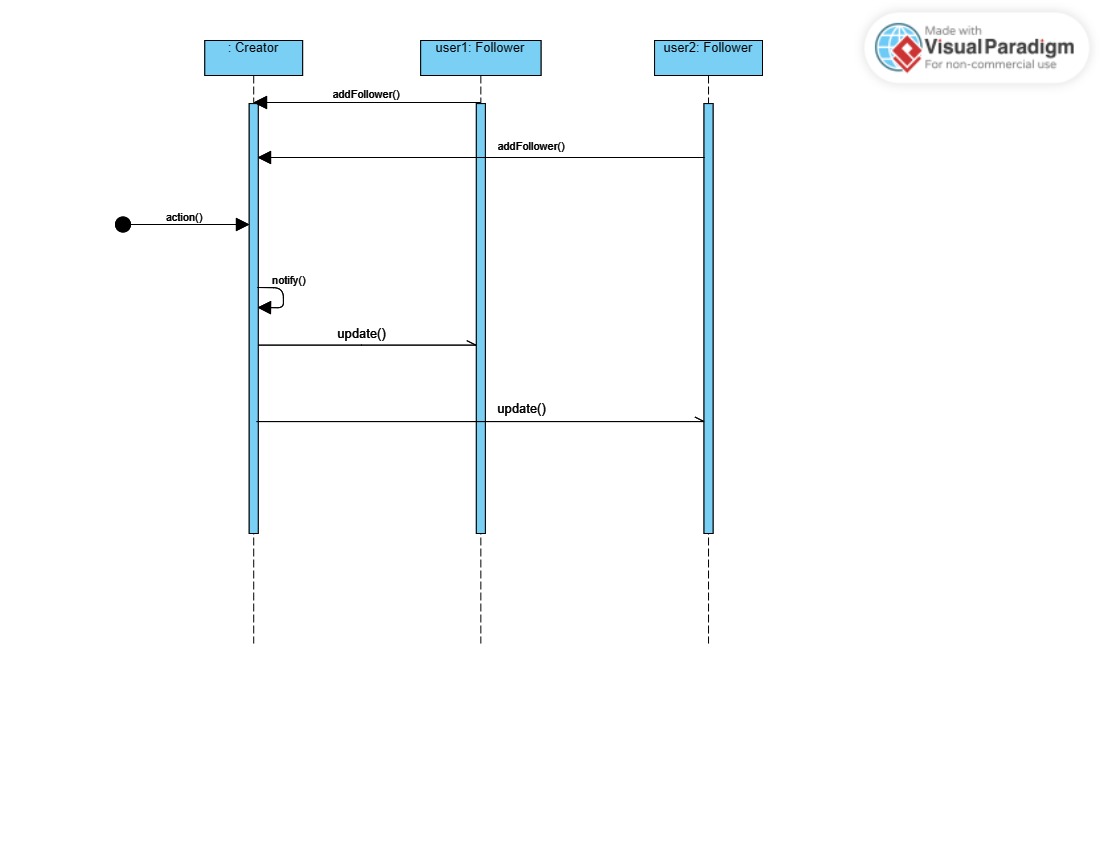 : Creator
user1: Follower
user2: Follower
Made with
Visual Paradigm
For non-commercial use
addFollower()
addFollower()
action()
notify()
update()
update()